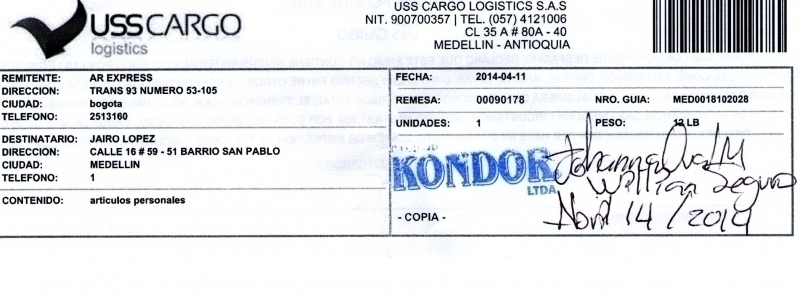 USSCARGO
logistics
USS CARGO LOGISTICS S.A.S
NIT. 900700357 | TEL. (057) 4121006
CL 35 A # 80A - 40
MEDELLIN - ANTIOQUIA
REMITENTE: AR EXPRESS
DIRECCION: TRANS 93 NUMERO 53-105
CIUDAD: bogota
TELEFONO: 2513160
FECHA: 2014-04-11
REMESA: 00090178 NRO. GUIA: MED0018102028
UNIDADES: 1 PESO: 12 LB
DESTINATARIO: JAIRO LOPEZ
DIRECCION: CALLE 16 # 59 - 51 BARRIO SAN PABLO
CIUDAD: MEDELLIN
TELEFONO: 1
CONTENIDO: articulos personales
KONDOR
LTDA.
Johanna
William Segura
Abril 14/2014
- COPIA -